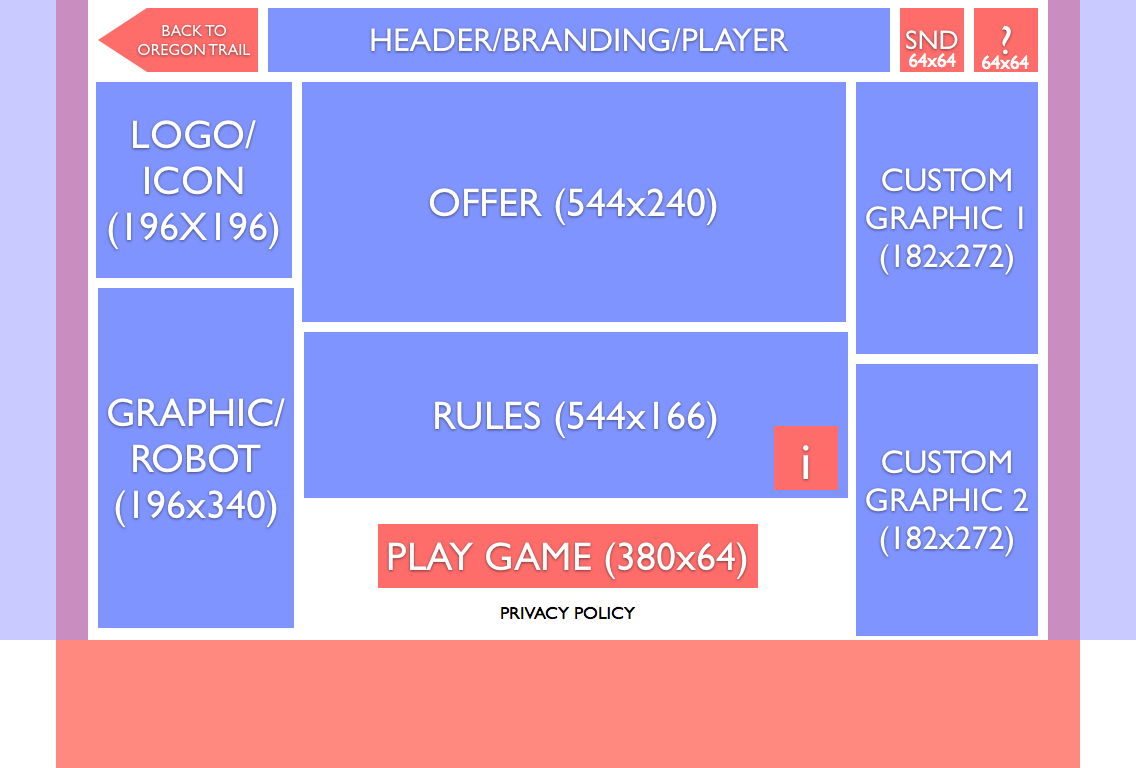 BACK TO
OREGON TRAIL
HEADER/BRANDING/PLAYER
SND
64x64
?
64x64
LOGO/
ICON
(196X196)
OFFER (544x240)
CUSTOM
GRAPHIC 1
(182x272)
GRAPHIC/
ROBOT
(196x340)
RULES (544x166)
i
CUSTOM
GRAPHIC 2
(182x272)
PLAY GAME (380x64)
PRIVACY POLICY